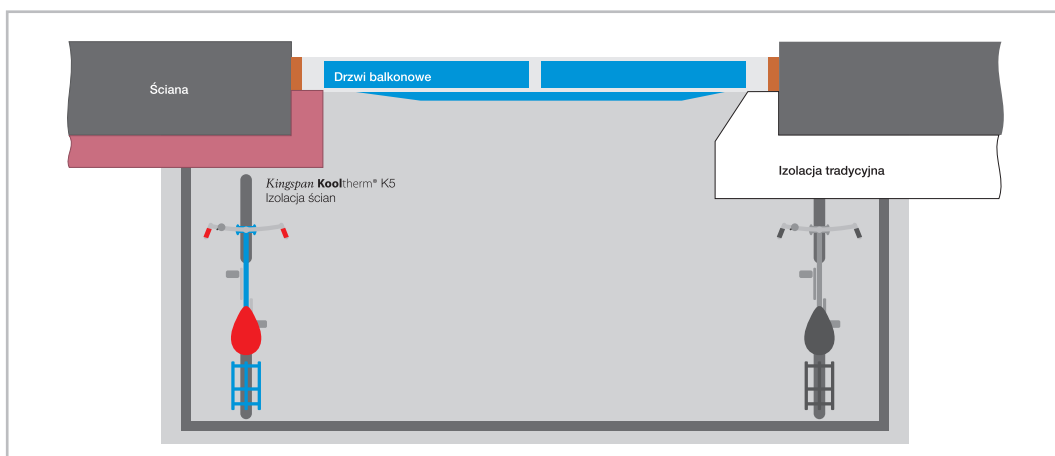 Drzwi balkonowe
Ściana
Izolacja tradycyjna
Kingspan Kooltherm® K5
Izolacja ścian